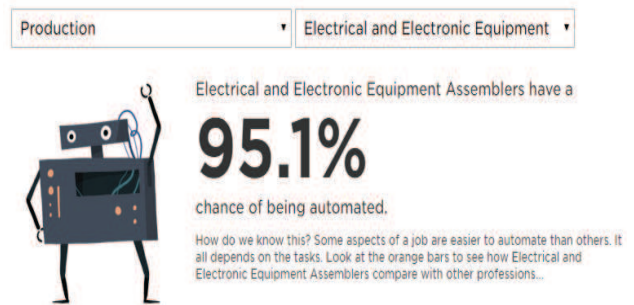 Production
Electrical and Electronic Equipment
Electrical and Electronic Equipment Assemblers have a
95.1%
chance of being automated.
How do we know this? Some aspects of a job are easier to automate than others. It
all depends on the tasks. Look at the orange bars to see how Electrical and
Electronic Equipment Assemblers compare with other professions...